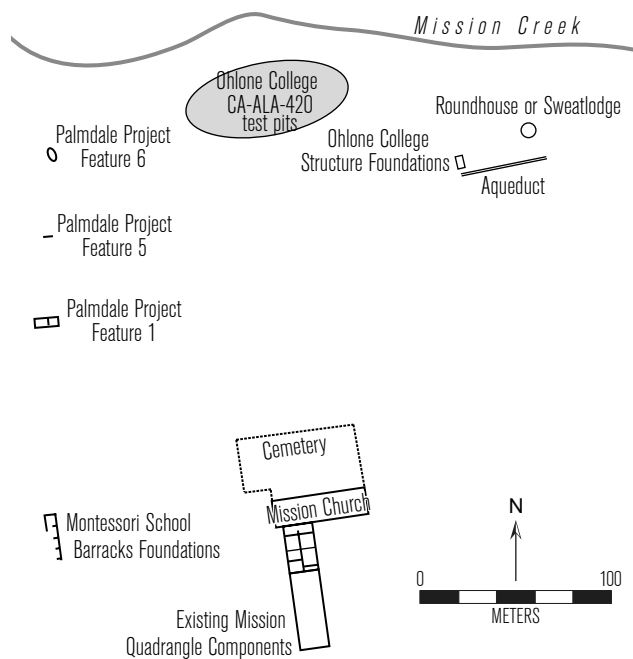 Mission Creek
Ohlone College
CA-ALA-420
test pits
Roundhouse or Sweatlodge
Palmdale Project
Feature 6
Ohlone College
Structure Foundations
Aqueduct
Palmdale Project
Feature 5
Palmdale Project
Feature 1
Cemetery
Mission Church
Montessori School
Barracks Foundations
N
0 100
METERS
Existing Mission
Quadrangle Components